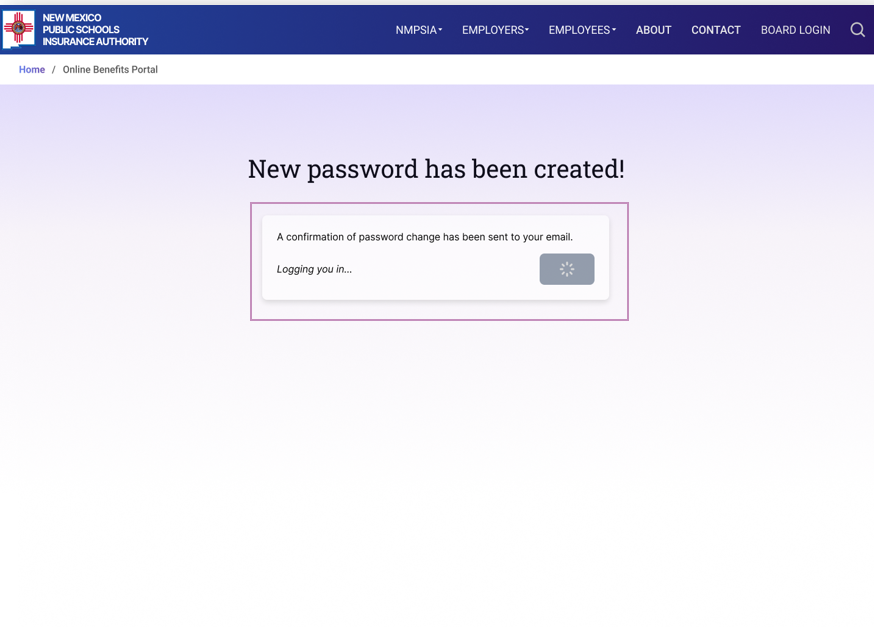 NEW MEXICO
PUBLIC SCHOOLS
INSURANCE AUTHORITY
NMPSIA EMPLOYERS EMPLOYEES ABOUT CONTACT BOARD LOGIN
Home / Online Benefits Portal
New password has been created!
A confirmation of password change has been sent to your email.
Logging you in...